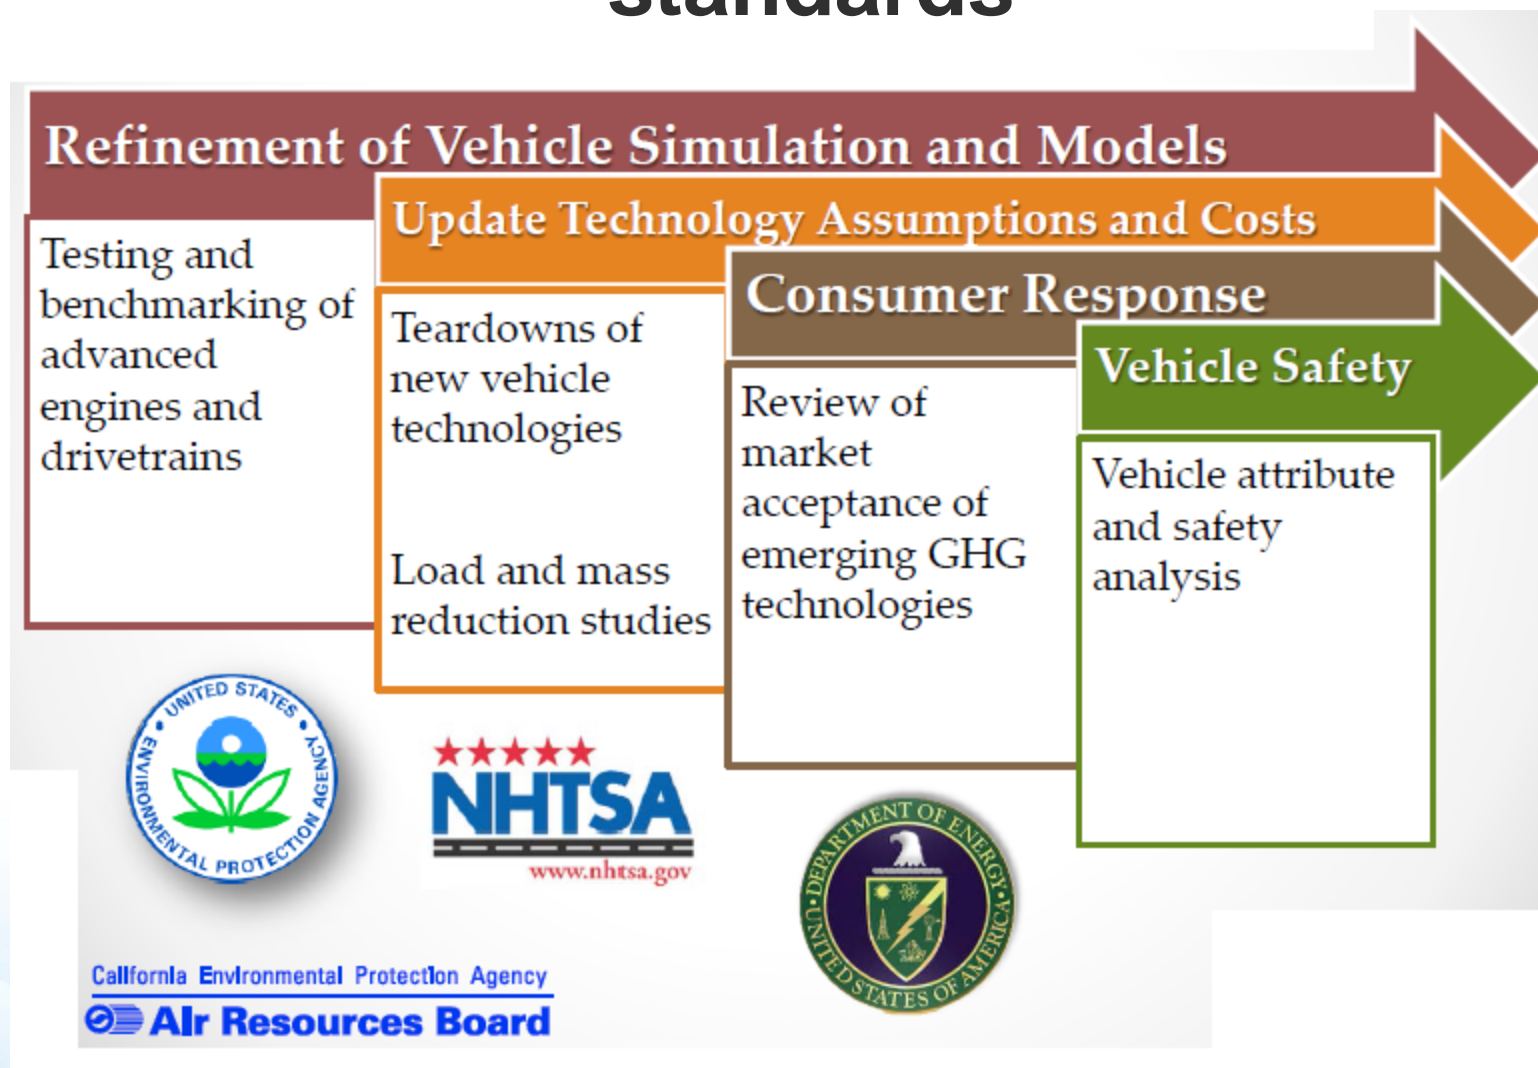 standards
Refinement of Vehicle Simulation and Models
Update Technology Assumptions and Costs
Consumer Response
Vehicle Safety
Testing and
benchmarking of
advanced
engines and
drivetrains
Teardowns of
new vehicle
technologies
Load and mass
reduction studies
Review of
market
acceptance of
emerging GHG
technologies
Vehicle attribute
and safety
analysis
UNITED STATES
ENVIRONMENTAL PROTECTION AGENCY
NHTSA
www.nhtsa.gov
DEPARTMENT OF ENERGY
UNITED STATES OF AMERICA
California Environmental Protection Agency
Air Resources Board